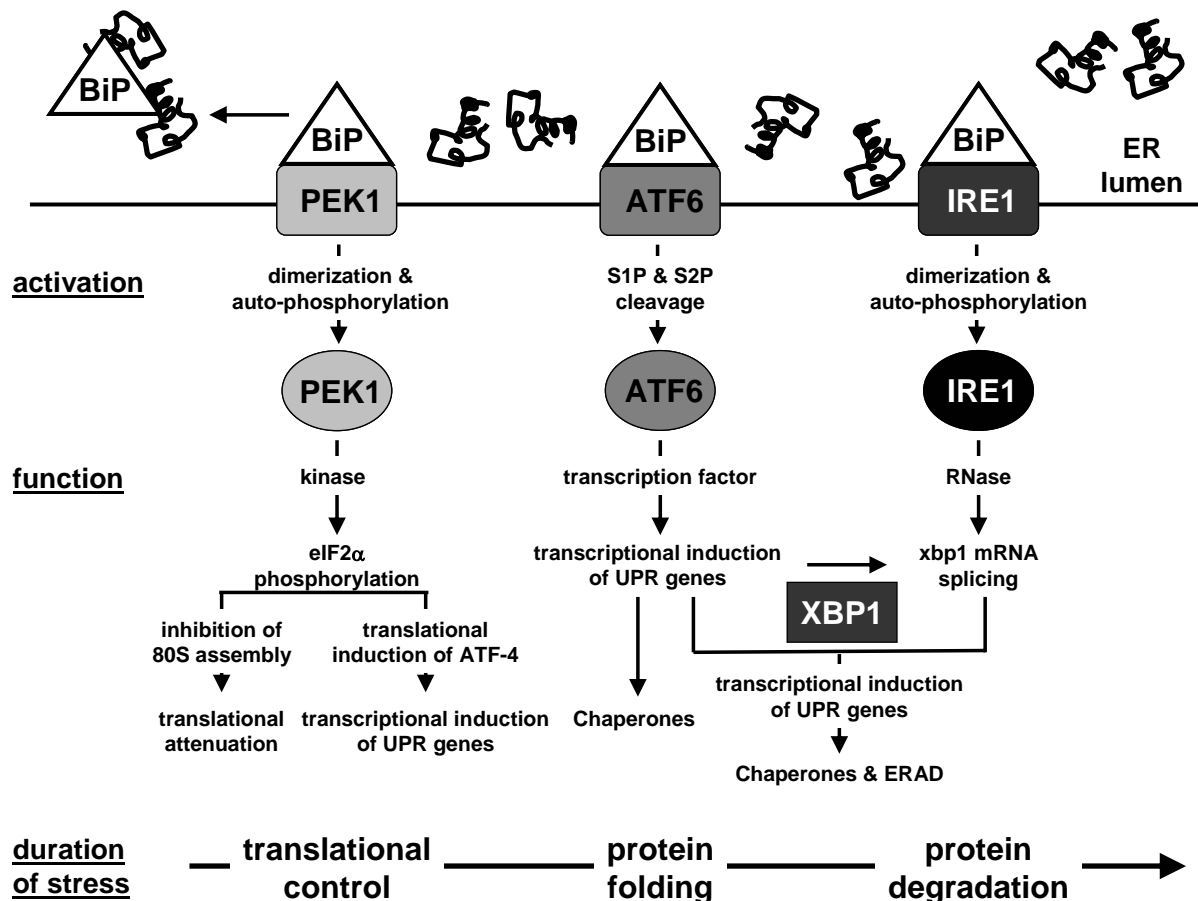 BiP
BiP
BiP
BiP
ER
lumen
PEK1
ATF6
IRE1
activation
dimerization &
auto-phosphorylation
S1P & S2P
cleavage
dimerization &
auto-phosphorylation
PEK1
ATF6
IRE1
function
kinase
transcription factor
RNase
eIF2α
phosphorylation
transcriptional induction
of UPR genes
xbp1 mRNA
splicing
XBP1
inhibition of
80S assembly
translational
induction of ATF-4
translational
attenuation
transcriptional induction
of UPR genes
Chaperones
transcriptional induction
of UPR genes
Chaperones & ERAD
duration
of stress
translational
control
protein
folding
protein
degradation